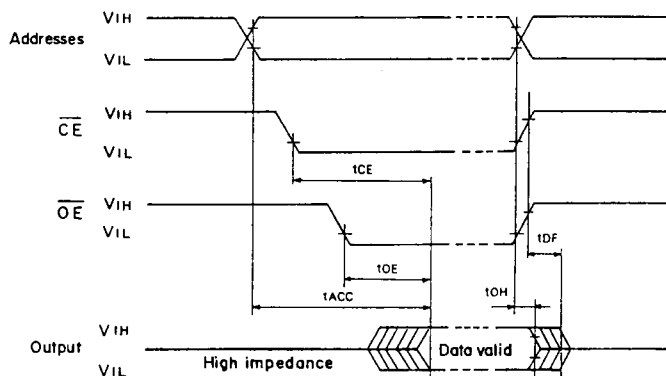 Addresses
VIH
VIL
CE
VIH
VIL
tCE
OE
VIH
VIL
tDF
tOE
tOH
tACC
Output
VIH
High impedance
Data valid
VIL